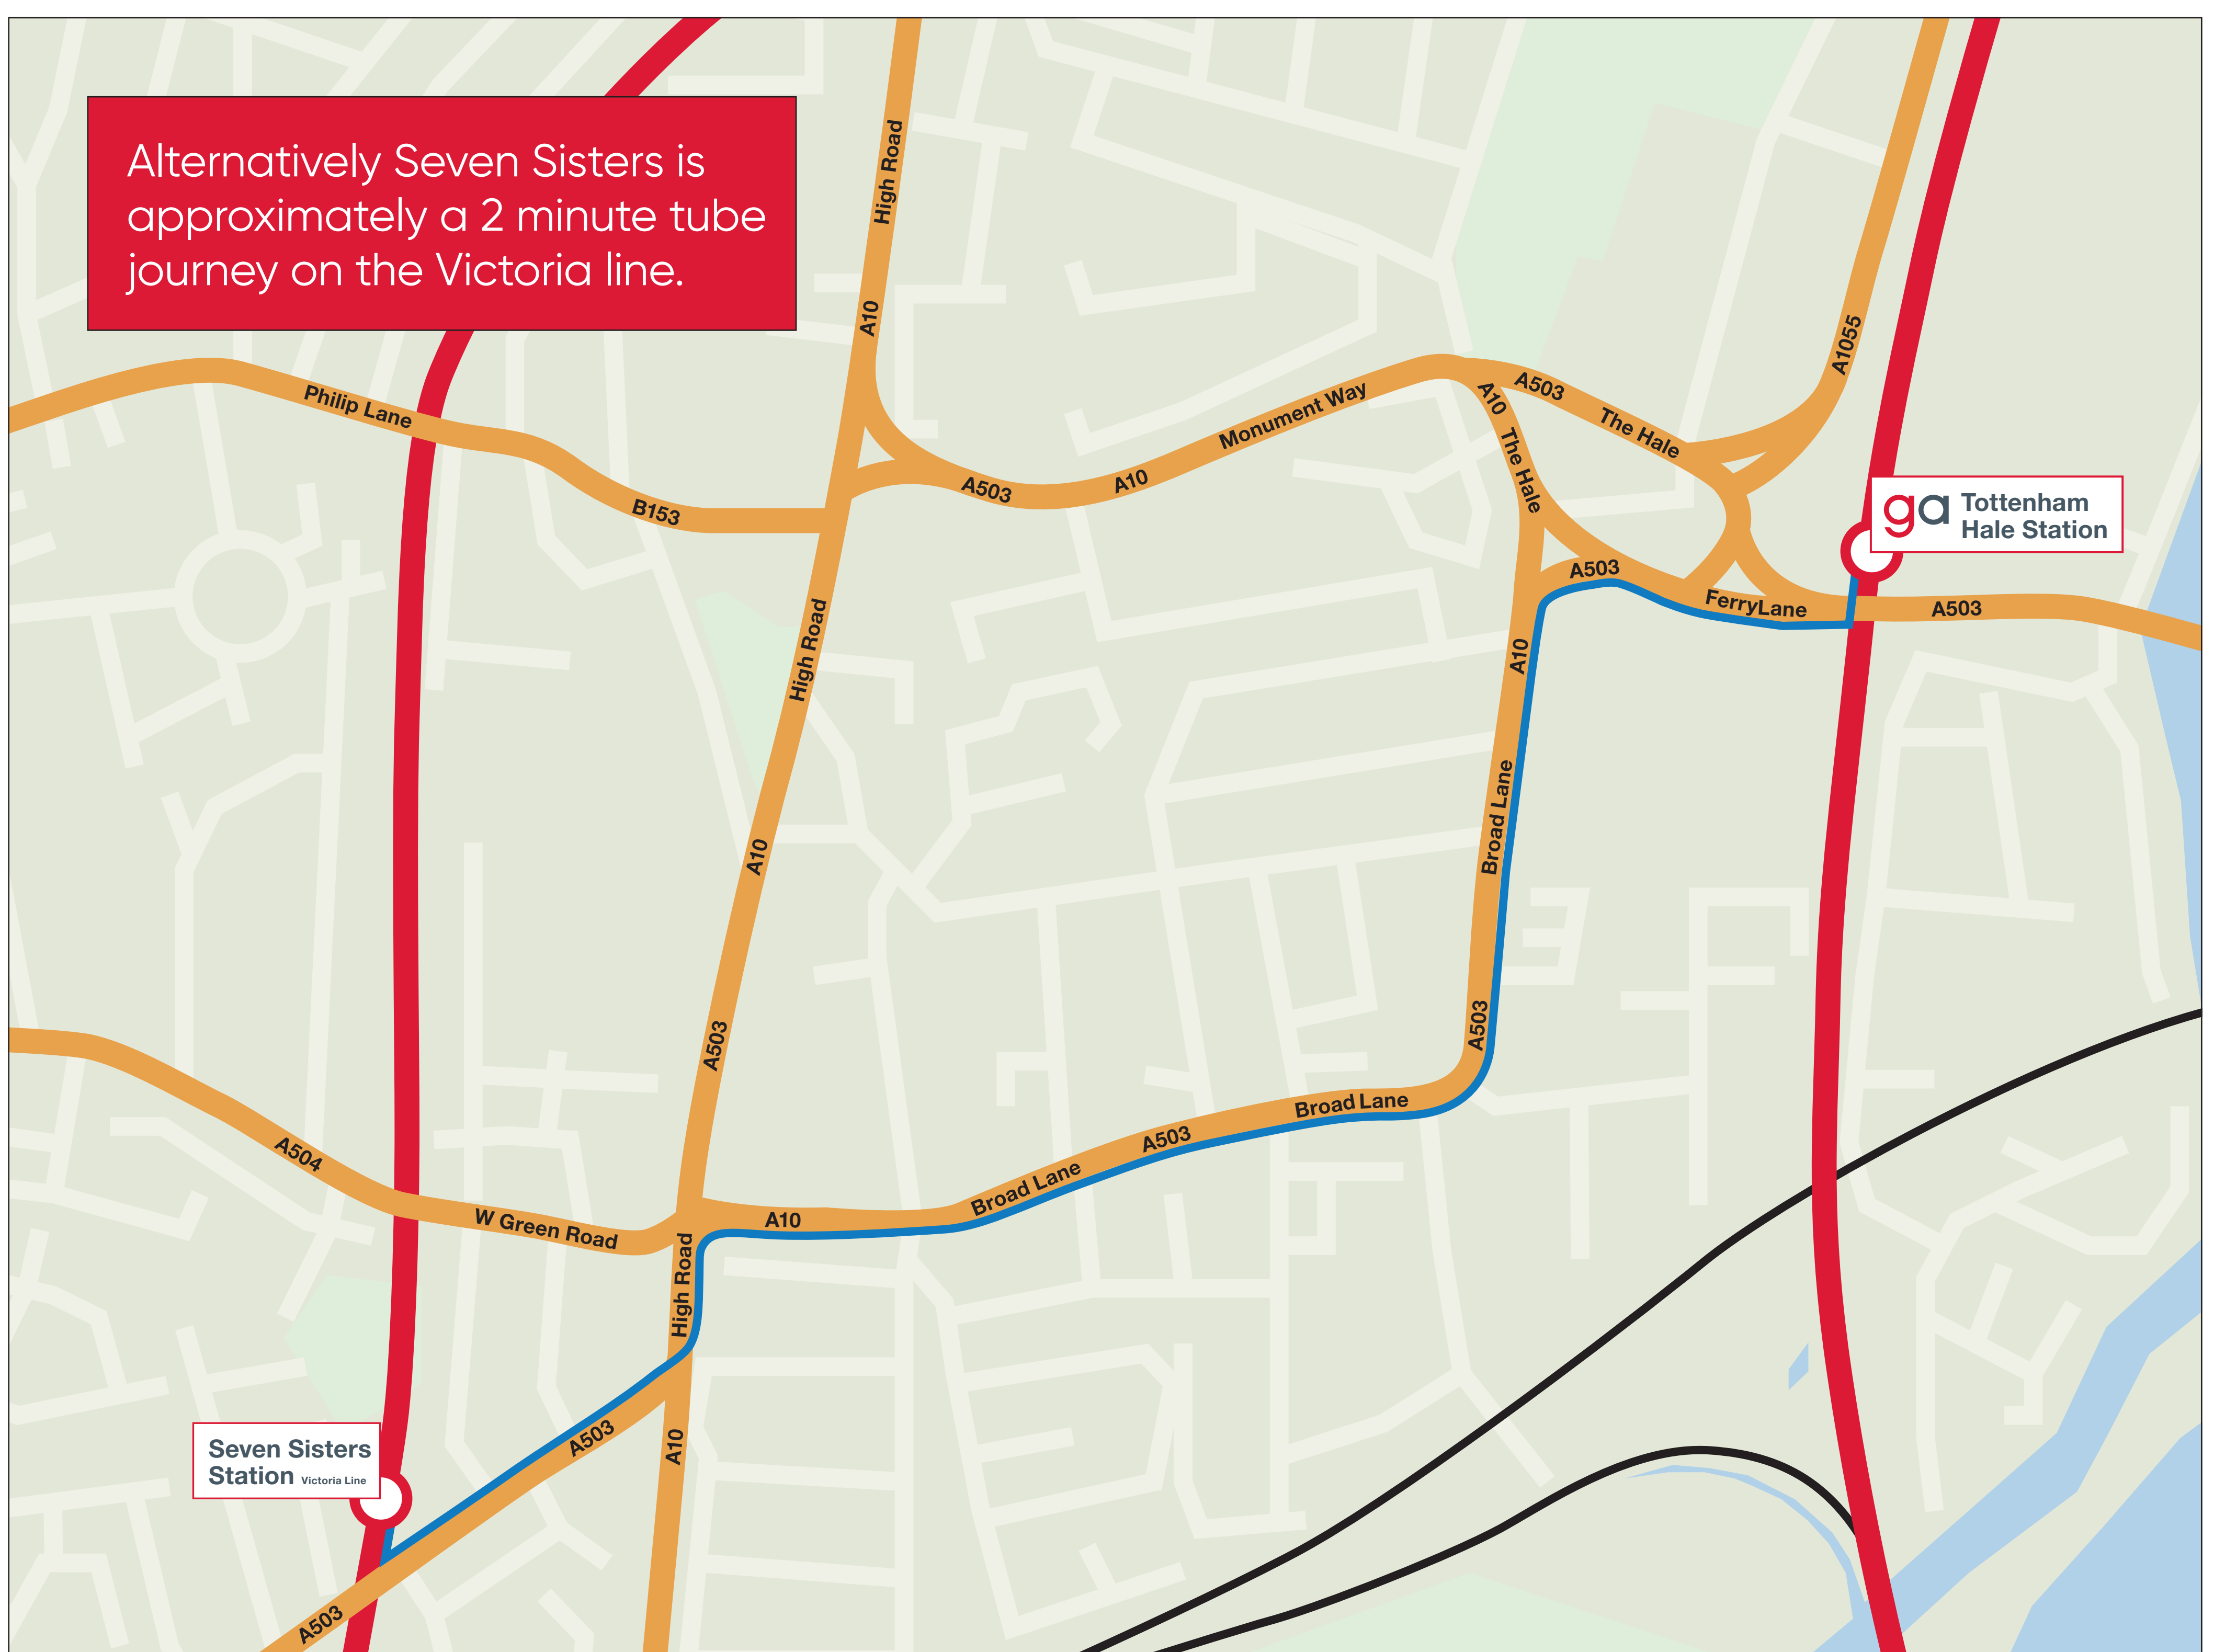 Alternatively Seven Sisters is
approximately a 2 minute tube
journey on the Victoria line.
High Road
A10
A1055
Philip Lane
B153
A503
A10
Monument Way
A10
The Hale
A503
The Hale
ga
Tottenham
Hale Station
A503
FerryLane
A503
High Road
A10
A503
A10
Broad Lane
A503
Broad Lane
A503
Broad Lane
A10
A504
W Green Road
High Road
A503
A10
Seven Sisters
Station Victoria Line
A503